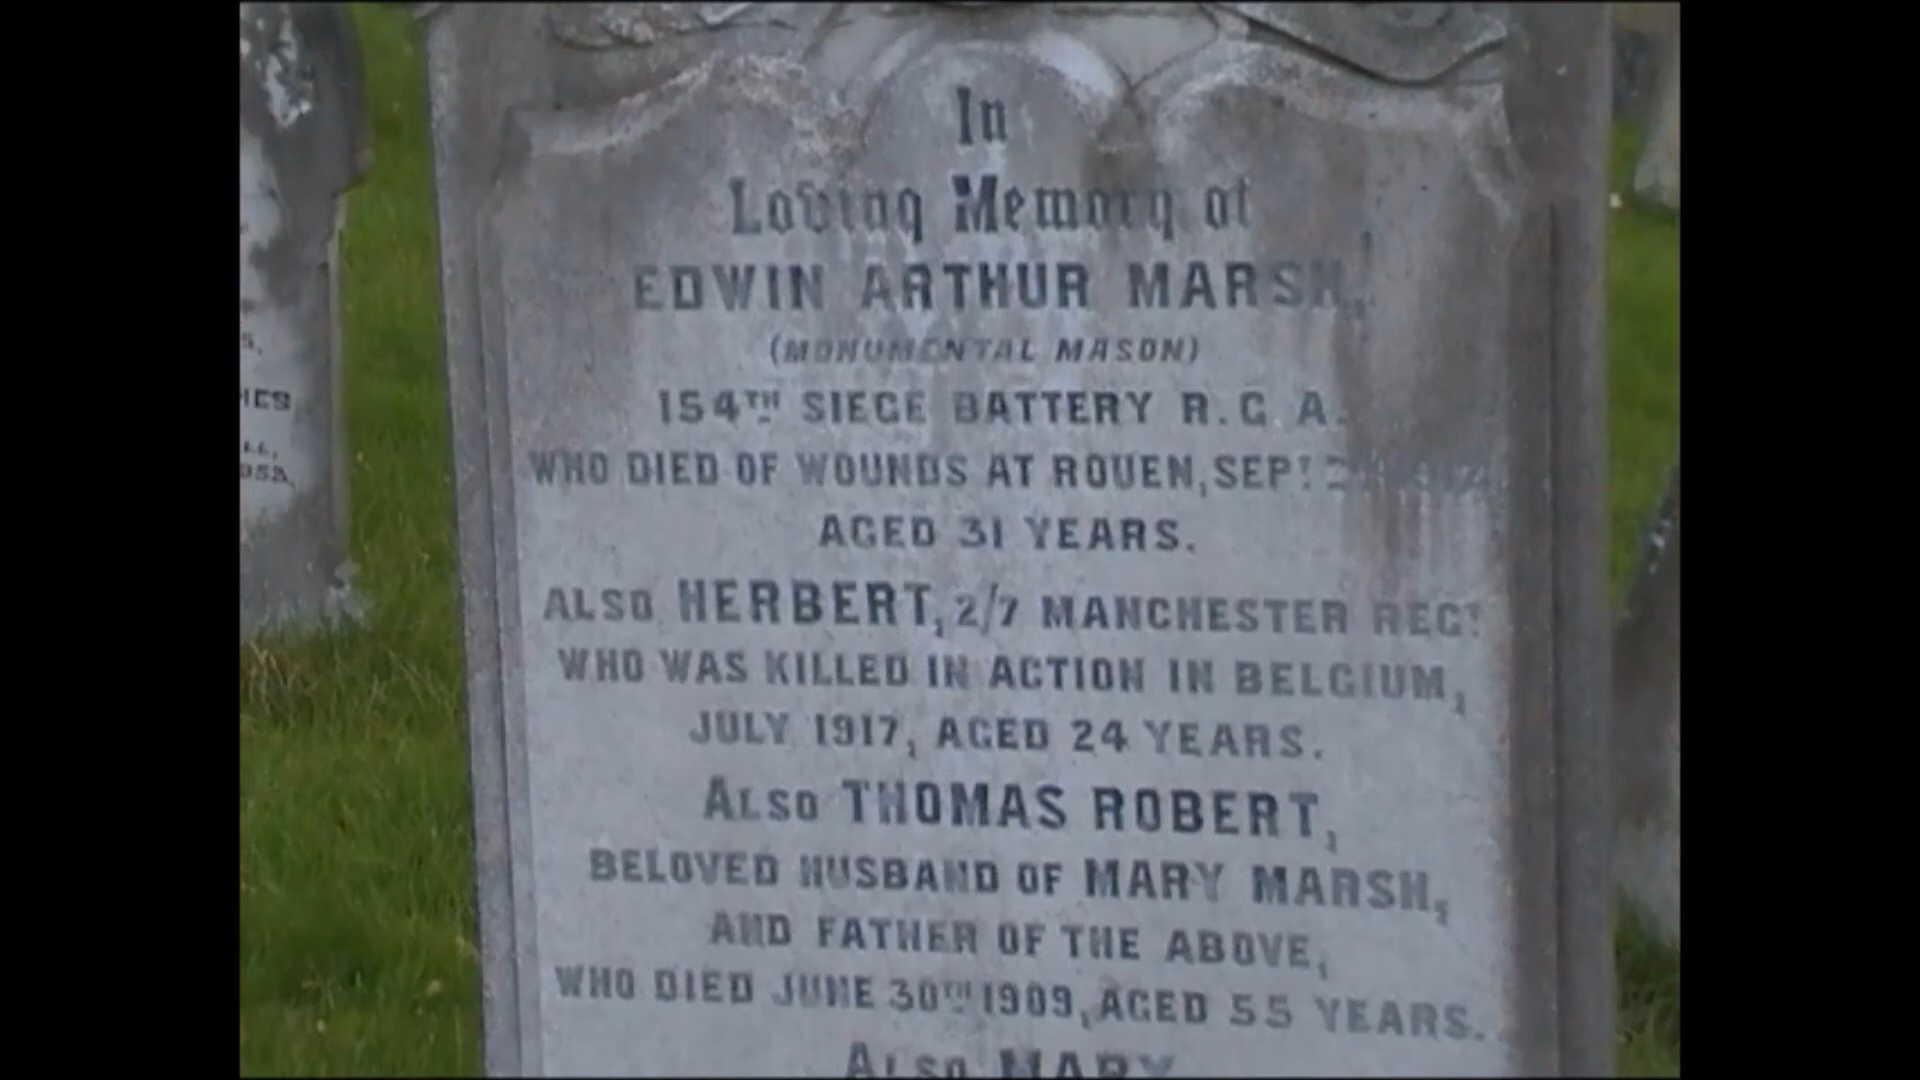 In
Loving Memory of
EDWIN ARTHUR MARSH,
(MONUMENTAL MASON)
154TH SIEGE BATTERY R.G.A.
WHO DIED OF WOUNDS AT ROUEN, SEPT
AGED 31 YEARS.
ALSO HERBERT, 2/7 MANCHESTER REGT
WHO WAS KILLED IN ACTION IN BELGIUM,
JULY 1917, AGED 24 YEARS.
ALSO THOMAS ROBERT,
BELOVED HUSBAND OF MARY MARSH,
AND FATHER OF THE ABOVE,
WHO DIED JUNE 30TH 1909, AGED 55 YEARS.
ALSO MARY